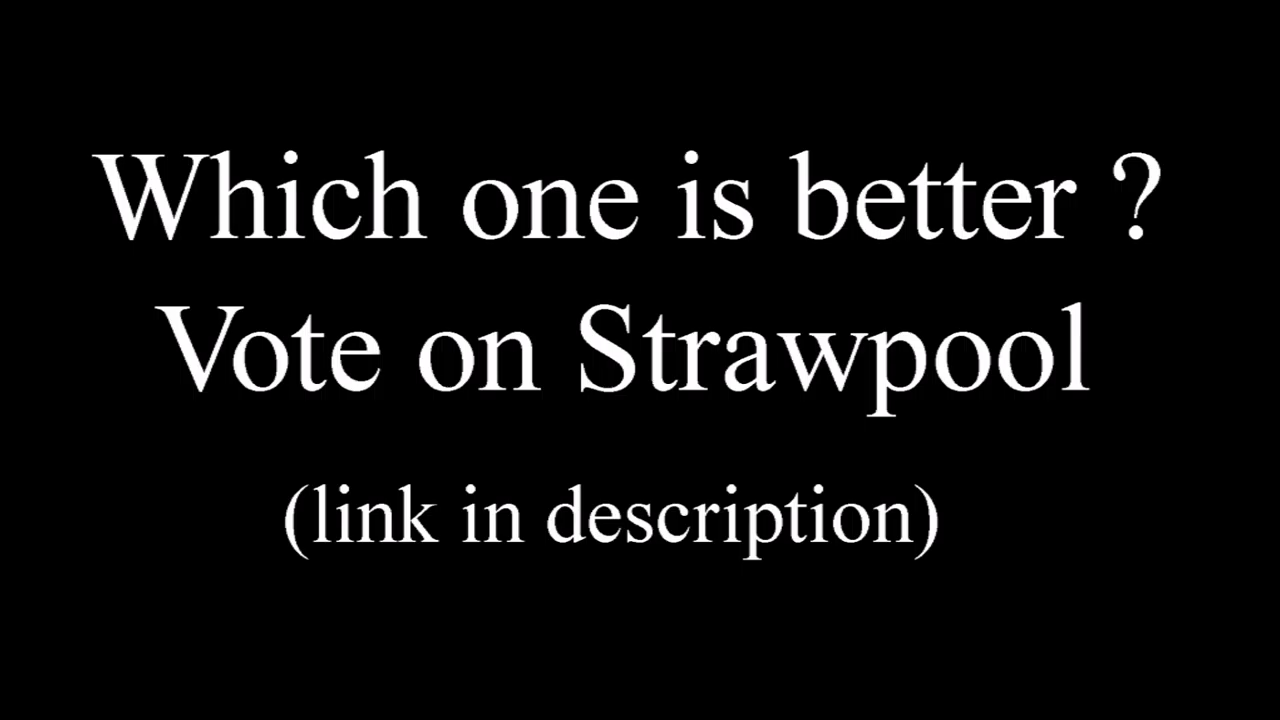 Which one is better ?
Vote on Strawpool
(link in description)